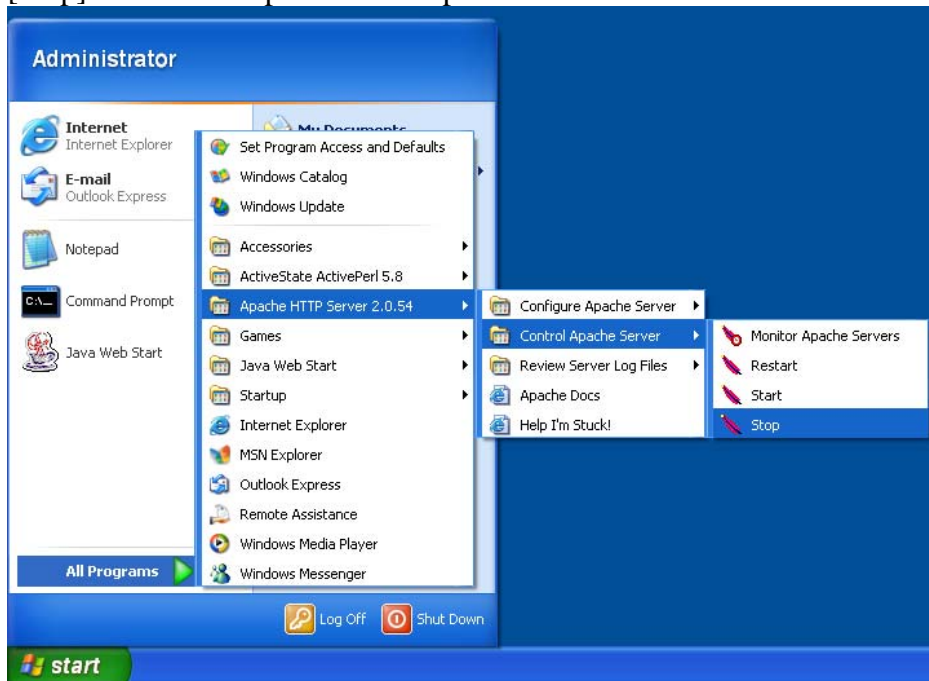 Administrator
Internet
Internet Explorer
E-mail
Outlook Express
Notepad
C:\_
Command Prompt
Java Web Start
All Programs
My Documents
Set Program Access and Defaults
Windows Catalog
Windows Update
Accessories
ActiveState ActivePerl 5.8
Apache HTTP Server 2.0.54
Games
Java Web Start
Startup
Internet Explorer
MSN Explorer
Outlook Express
Remote Assistance
Windows Media Player
Windows Messenger
Configure Apache Server
Control Apache Server
Review Server Log Files
Apache Docs
Help I'm Stuck!
Monitor Apache Servers
Restart
Start
Stop
Log Off
Shut Down
start